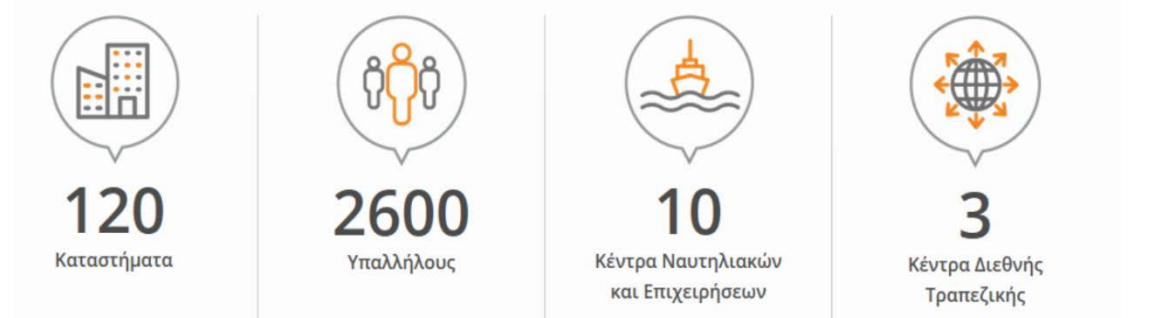 120
Καταστήματα
2600
Υπαλλήλους
10
Κέντρα Ναυτηλιακών
και Επιχειρήσεων
3
Κέντρα Διεθνής
Τραπεζικής